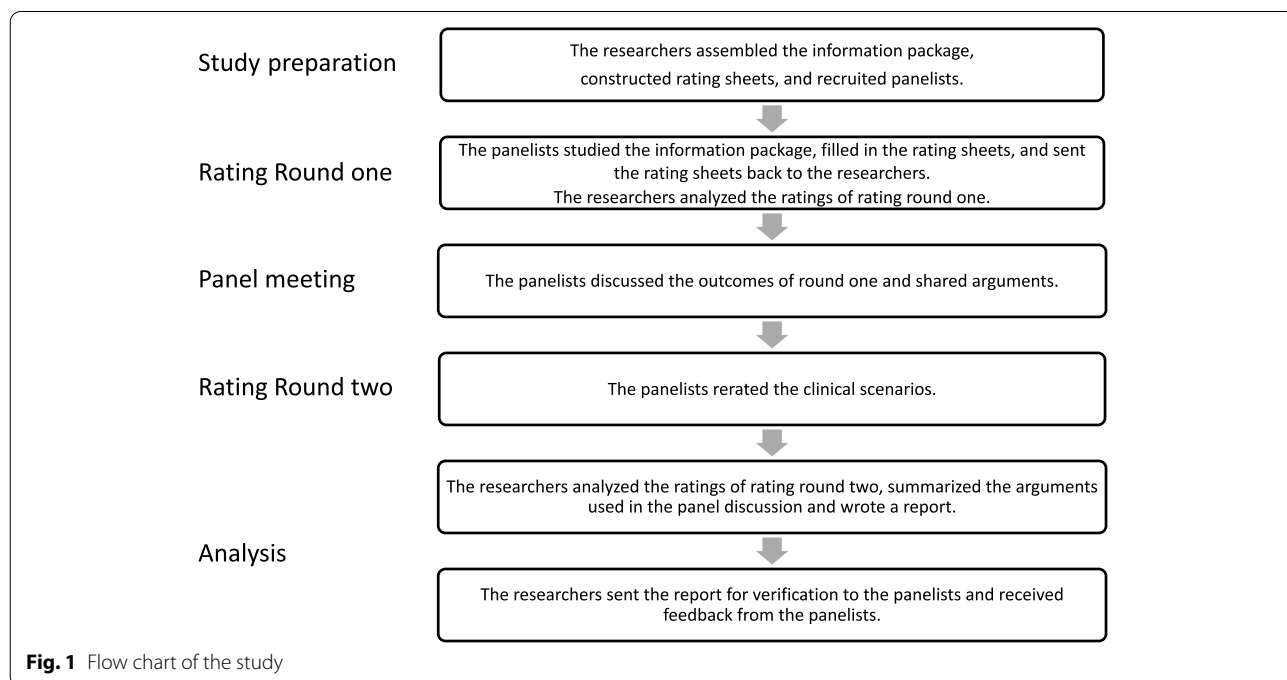 Study preparation
The researchers assembled the information package,
constructed rating sheets, and recruited panelists.
Rating Round one
The panelists studied the information package, filled in the rating sheets, and sent
the rating sheets back to the researchers.
The researchers analyzed the ratings of rating round one.
Panel meeting
The panelists discussed the outcomes of round one and shared arguments.
Rating Round two
The panelists rerated the clinical scenarios.
Analysis
The researchers analyzed the ratings of rating round two, summarized the arguments
used in the panel discussion and wrote a report.
The researchers sent the report for verification to the panelists and received
feedback from the panelists.
Fig. 1 Flow chart of the study